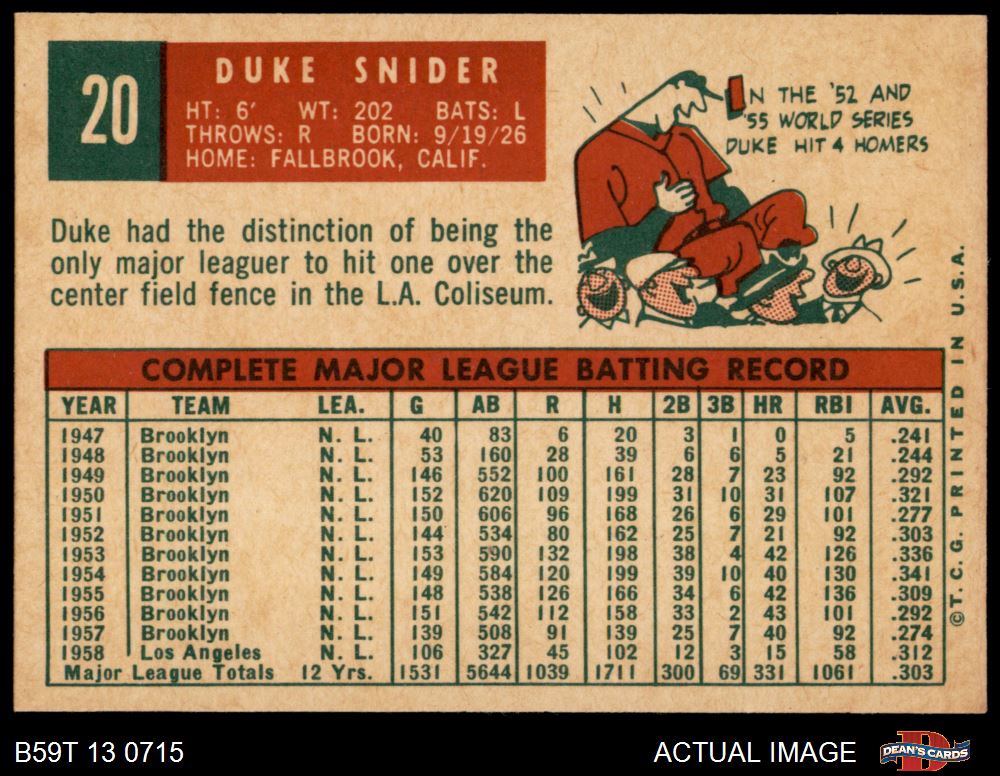 20
DUKE SNIDER
HT: 6' WT: 202 BATS: L
THROWS: R BORN: 9/19/26
HOME: FALLBROOK, CALIF.
IN THE '52 AND
'55 WORLD SERIES
DUKE HIT 4 HOMERS
Duke had the distinction of being the
only major leaguer to hit one over the
center field fence in the L.A. Coliseum.
COMPLETE MAJOR LEAGUE BATTING RECORD
YEAR TEAM LEA. G AB R H 2B 3B HR RBI AVG.
1947 Brooklyn N. L. 40 83 6 20 3 1 0 5 .241
1948 Brooklyn N. L. 53 160 28 39 6 6 5 21 .244
1949 Brooklyn N. L. 146 552 100 161 28 7 23 92 .292
1950 Brooklyn N. L. 152 620 109 199 31 10 31 107 .321
1951 Brooklyn N. L. 150 606 96 168 26 6 29 101 .277
1952 Brooklyn N. L. 144 534 80 162 25 7 21 92 .303
1953 Brooklyn N. L. 153 590 132 198 38 4 42 126 .336
1954 Brooklyn N. L. 149 584 120 199 39 10 40 130 .341
1955 Brooklyn N. L. 148 538 126 166 34 6 42 136 .309
1956 Brooklyn N. L. 151 542 112 158 33 2 43 101 .292
1957 Brooklyn N. L. 139 508 91 139 25 7 40 92 .274
1958 Los Angeles N. L. 106 327 45 102 12 3 15 58 .312
Major League Totals 12 Yrs. 1531 5644 1039 1711 300 69 331 1061 .303
©T. C. G. PRINTED IN U.S.A.
B59T 13 0715
ACTUAL IMAGE
DEAN'S CARDS